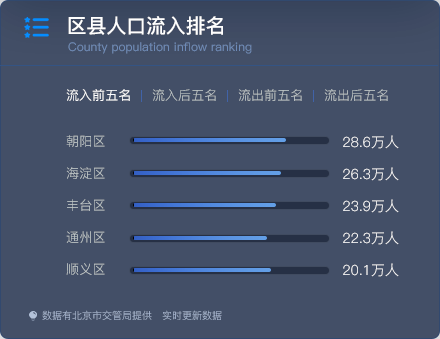 区县人口流入排名
County population inflow ranking
流入前五名 流入后五名 流出前五名 流出后五名
朝阳区 28.6万人
海淀区 26.3万人
丰台区 23.9万人
通州区 22.3万人
顺义区 20.1万人
数据有北京市交管局提供 实时更新数据